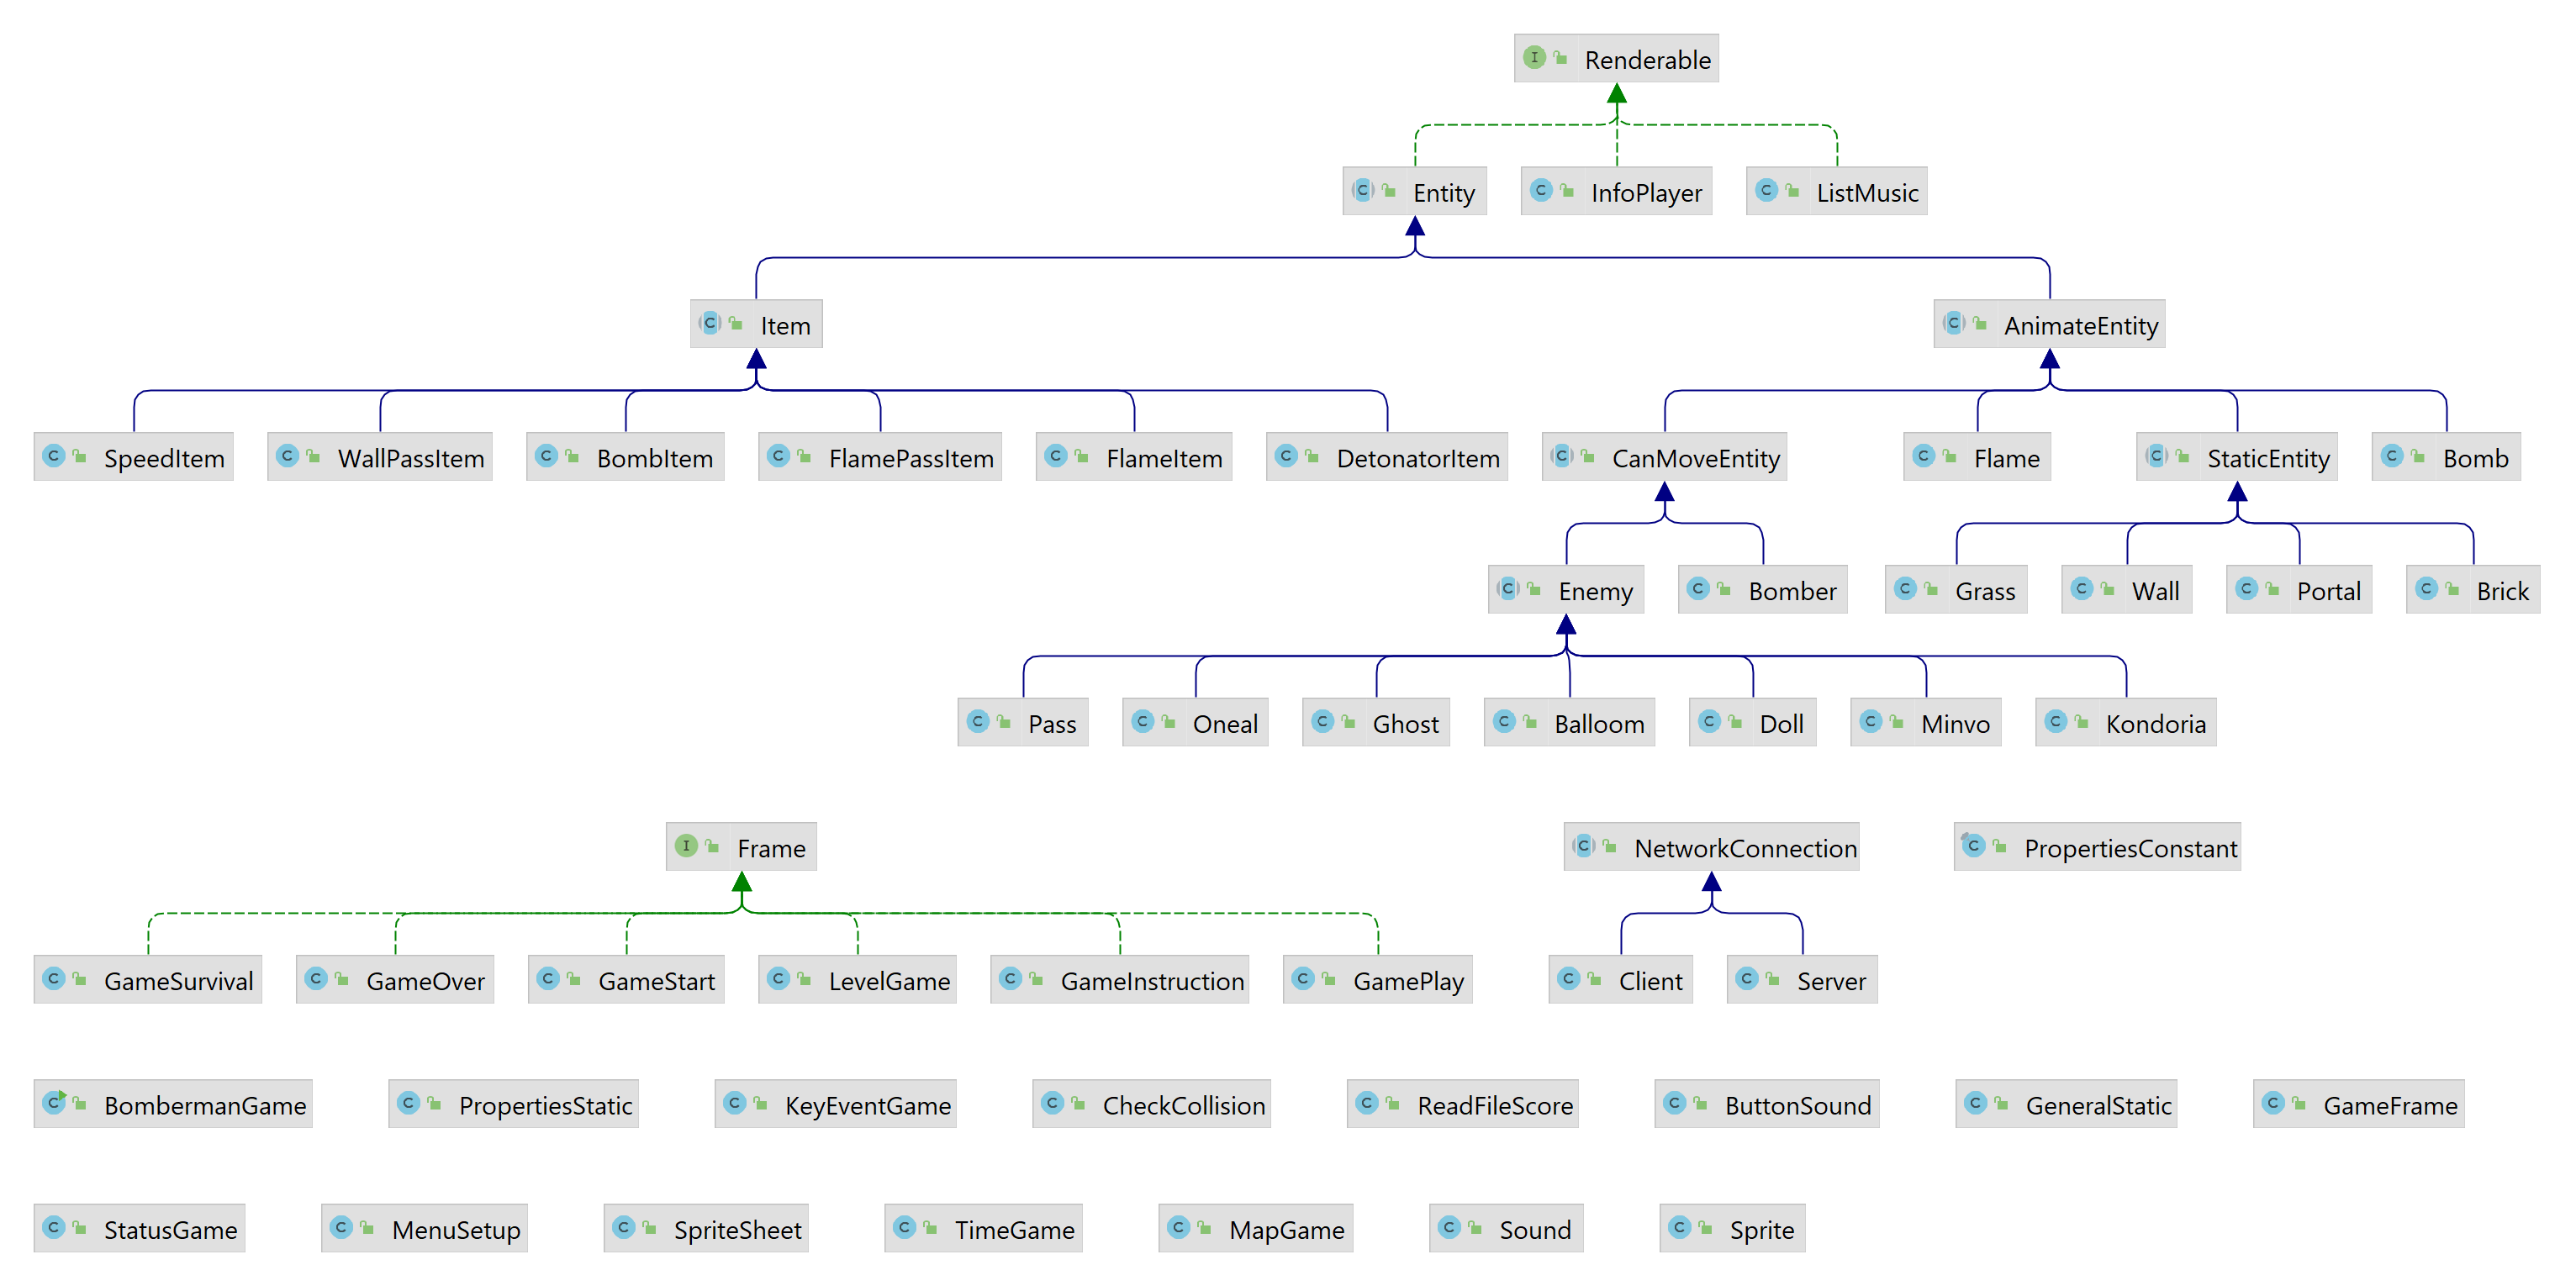 Renderable
Entity
InfoPlayer
ListMusic
Item
AnimateEntity
SpeedItem
WallPassItem
BombItem
FlamePassItem
FlameItem
DetonatorItem
CanMoveEntity
Flame
StaticEntity
Bomb
Enemy
Bomber
Grass
Wall
Portal
Brick
Pass
Oneal
Ghost
Balloom
Doll
Minvo
Kondoria
Frame
NetworkConnection
PropertiesConstant
GameSurvival
GameOver
GameStart
LevelGame
GameInstruction
GamePlay
Client
Server
BombermanGame
PropertiesStatic
KeyEventGame
CheckCollision
ReadFileScore
ButtonSound
GeneralStatic
GameFrame
StatusGame
MenuSetup
SpriteSheet
TimeGame
MapGame
Sound
Sprite